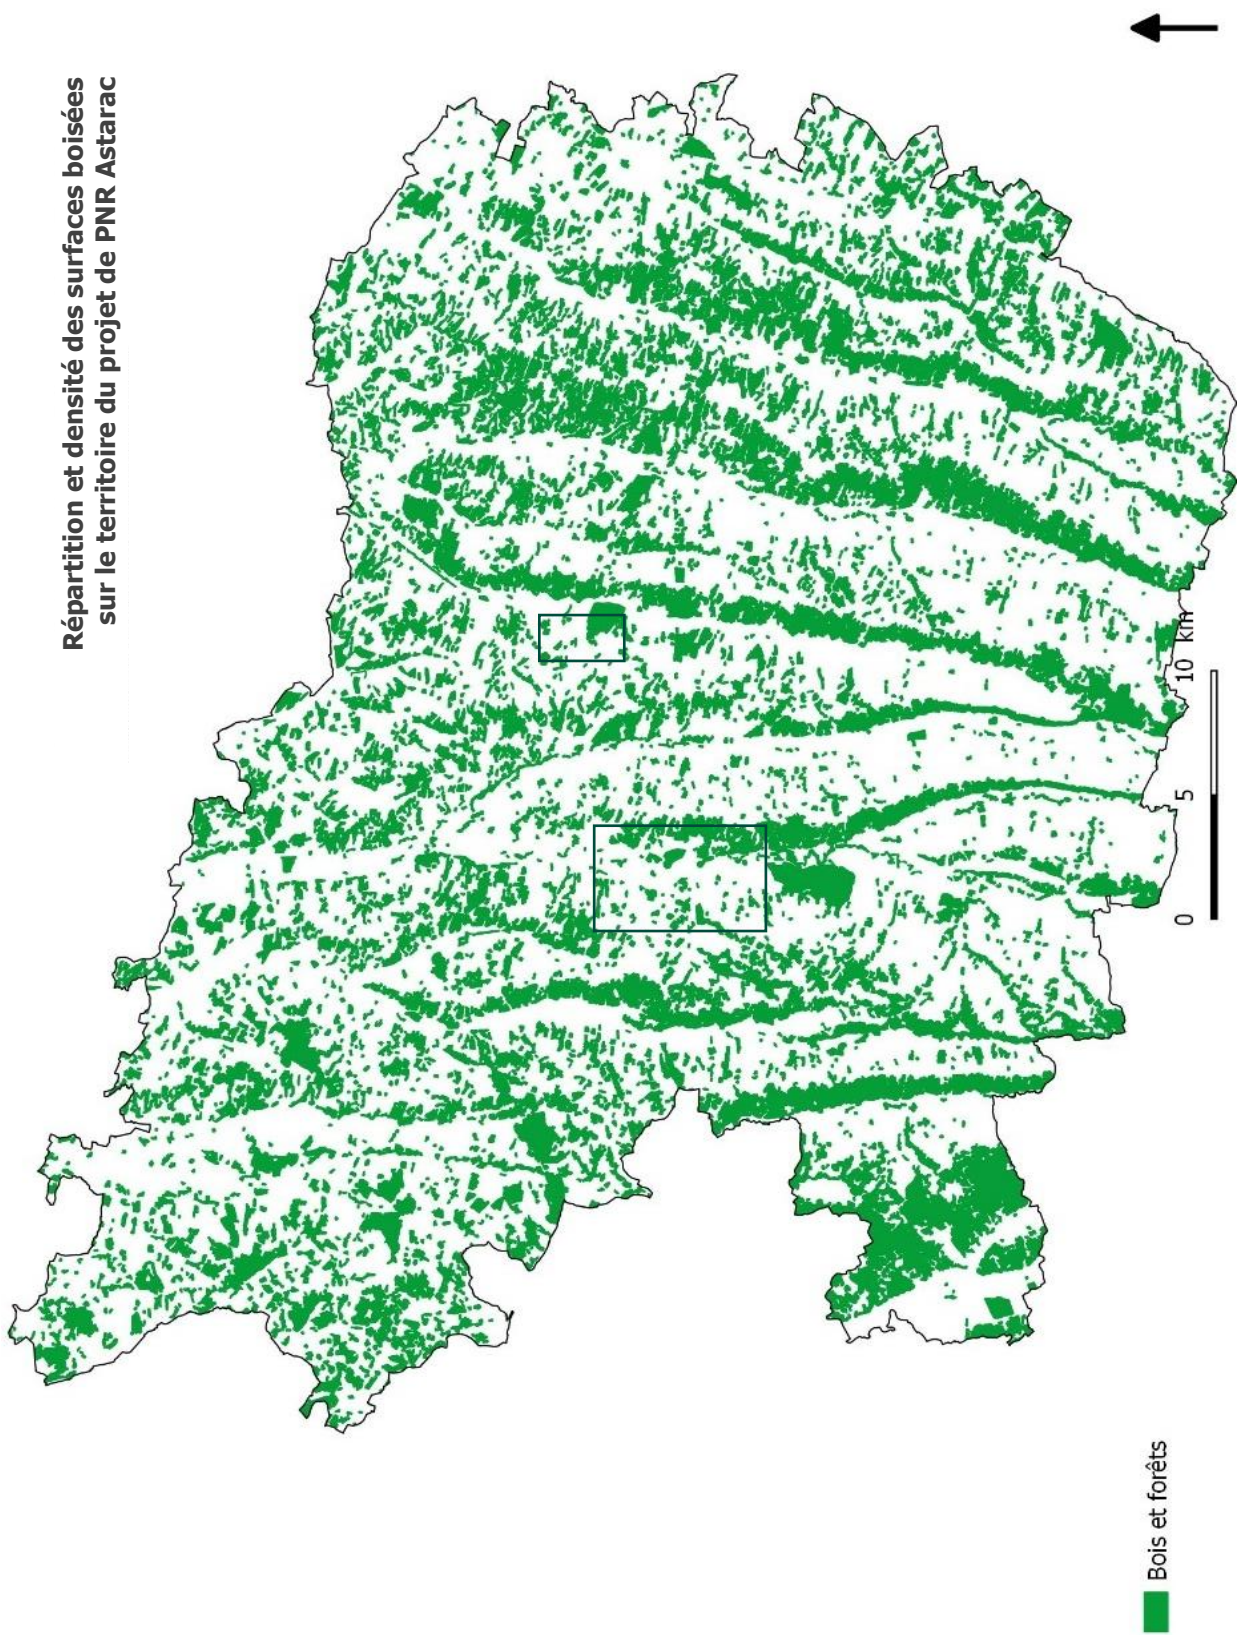 Répartition et densité des surfaces boisées
sur le territoire du projet de PNR Astarac
0 5 10 km
Bois et forêts